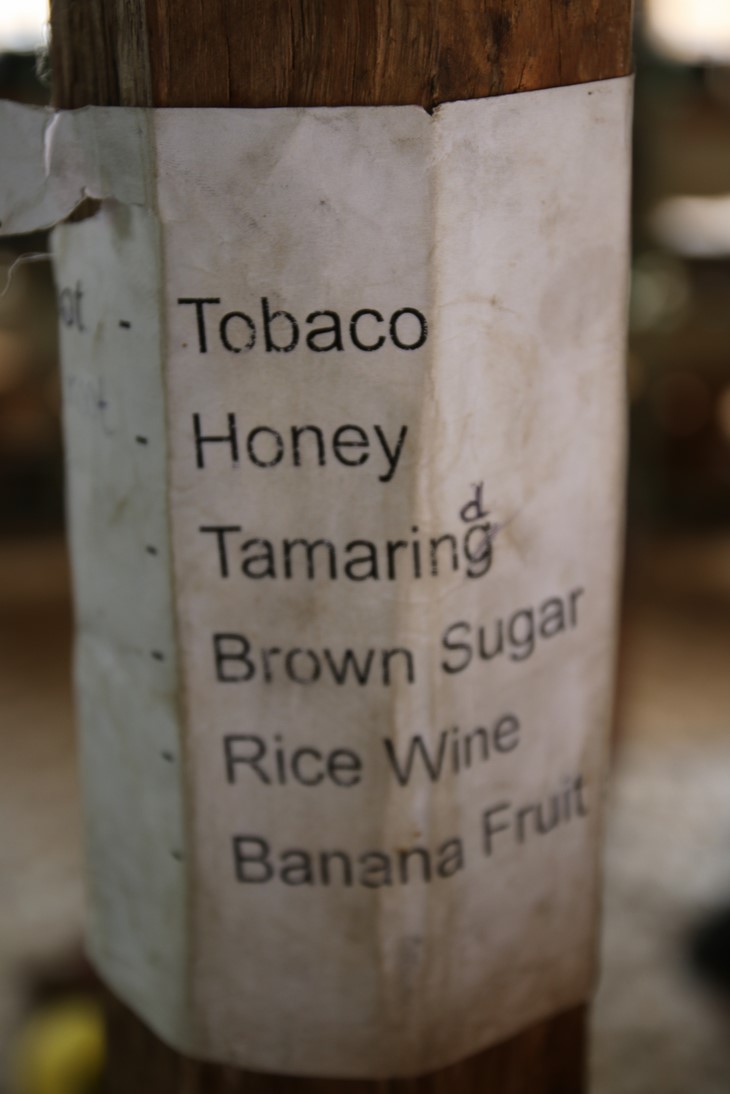 - Tobaco
- Honey
- Tamaring d
- Brown Sugar
- Rice Wine
- Banana Fruit